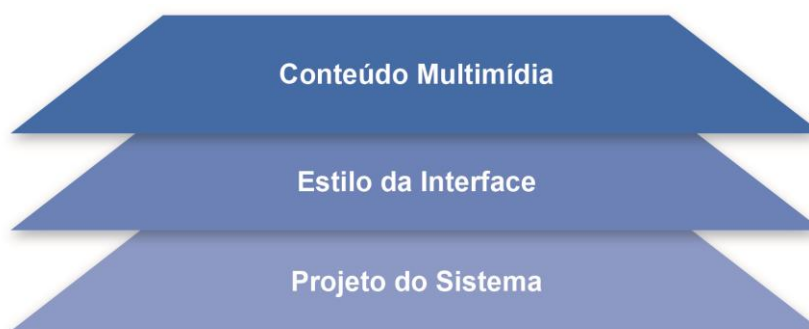 Conteúdo Multimídia
Estilo da Interface
Projeto do Sistema